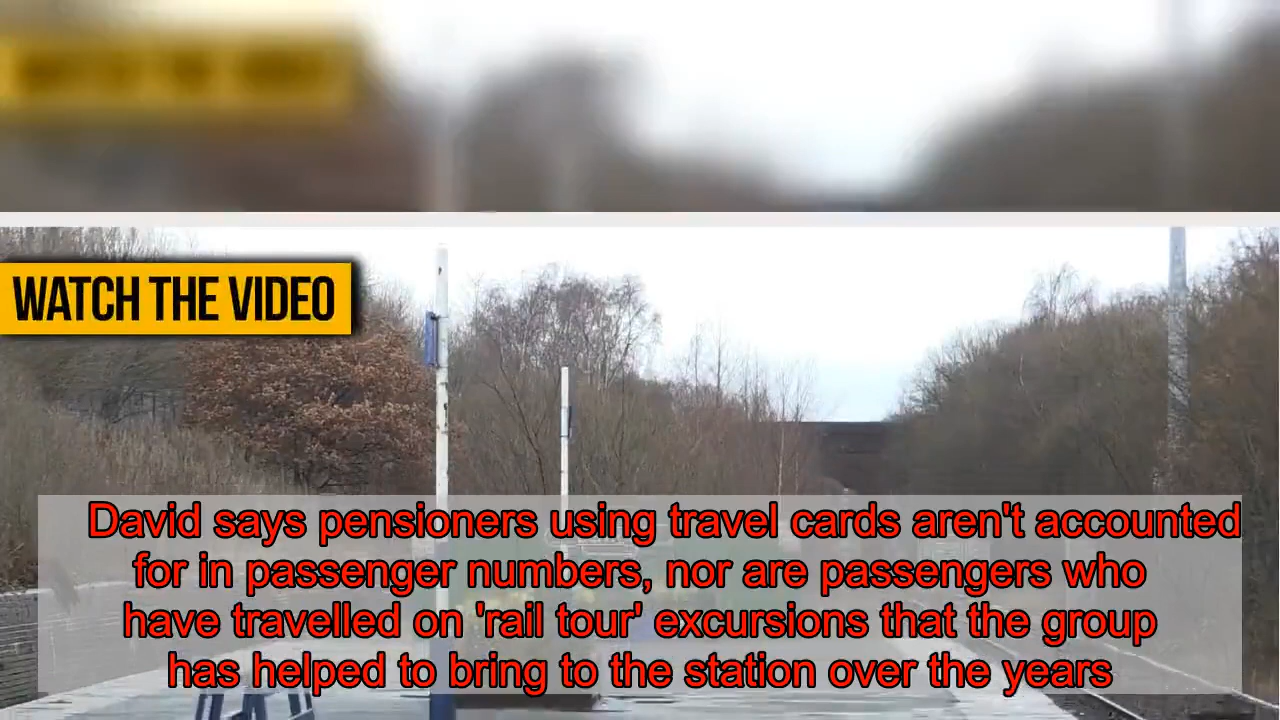 WATCH THE VIDEO
David says pensioners using travel cards aren't accounted
for in passenger numbers, nor are passengers who
have travelled on 'rail tour' excursions that the group
has helped to bring to the station over the years